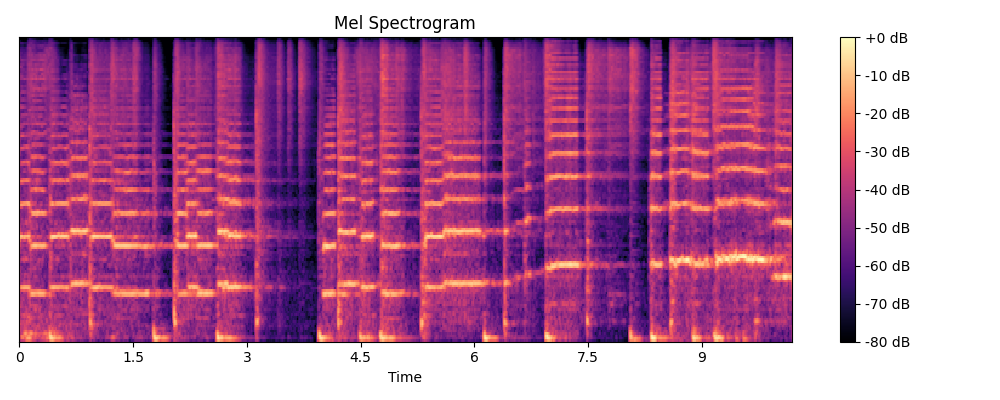 Mel Spectrogram
+0 dB
-10 dB
-20 dB
-30 dB
-40 dB
-50 dB
-60 dB
-70 dB
-80 dB
0 1.5 3 4.5 6 7.5 9
Time